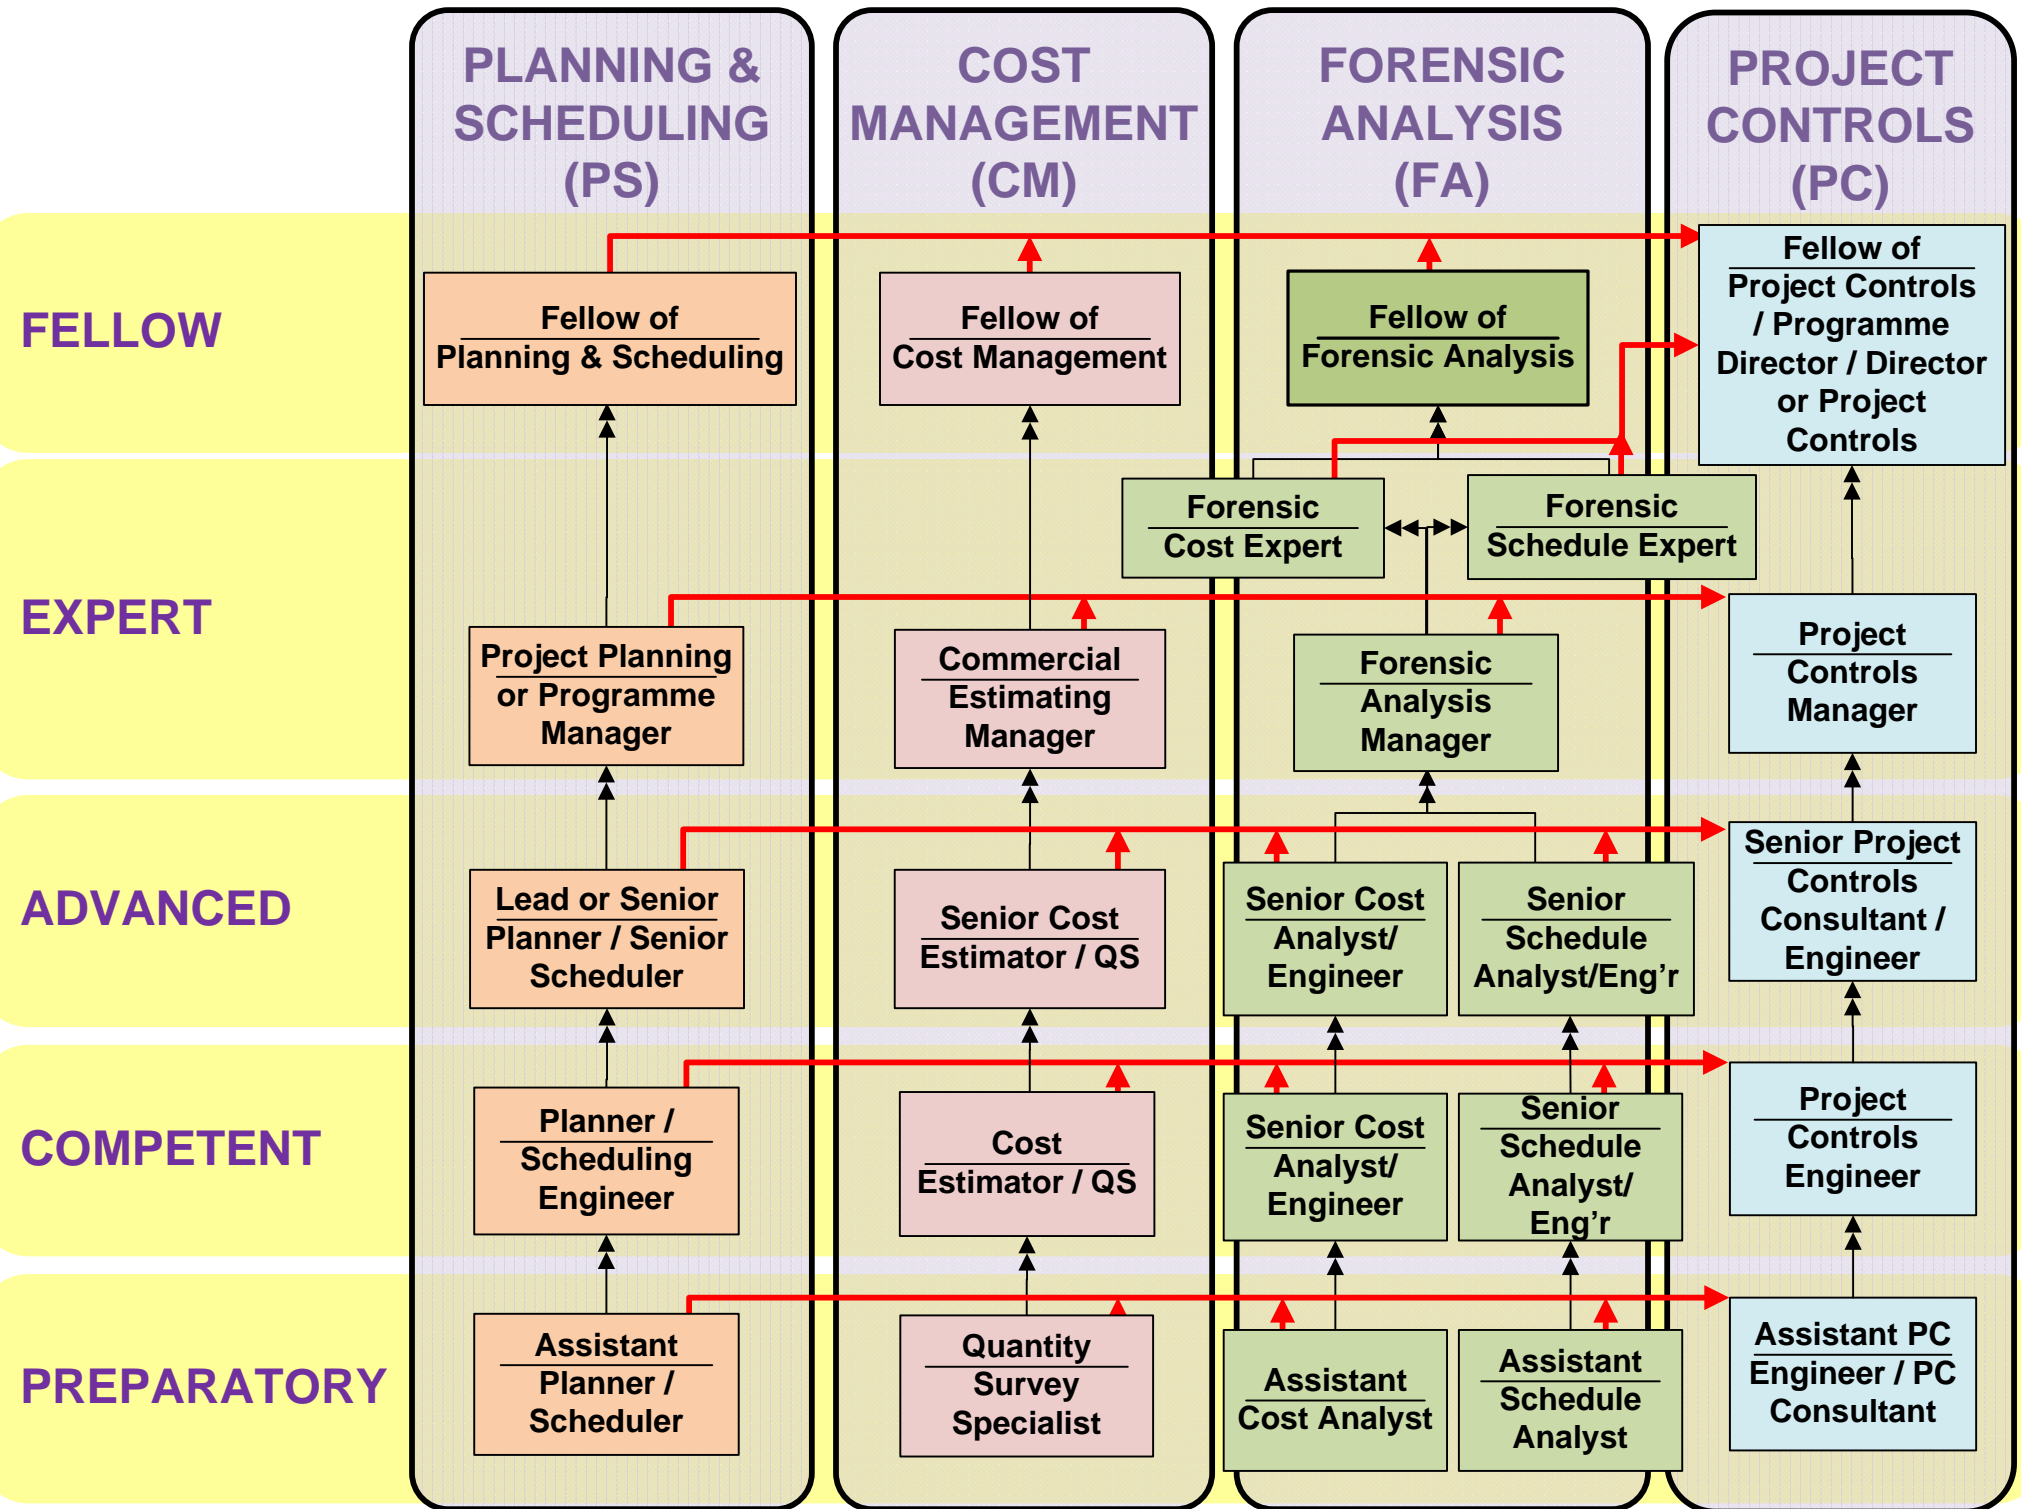 PLANNING &
SCHEDULING
(PS)
COST
MANAGEMENT
(CM)
FORENSIC
ANALYSIS
(FA)
PROJECT
CONTROLS
(PC)
FELLOW
Fellow of
Planning & Scheduling
Fellow of
Cost Management
Fellow of
Forensic Analysis
Fellow of
Project Controls
/ Programme
Director / Director
or Project
Controls
EXPERT
Forensic
Cost Expert
Forensic
Schedule Expert
Project Planning
or Programme
Manager
Commercial
Estimating
Manager
Forensic
Analysis
Manager
Project
Controls
Manager
ADVANCED
Lead or Senior
Planner / Senior
Scheduler
Senior Cost
Estimator / QS
Senior Cost
Analyst/
Engineer
Senior
Schedule
Analyst/Eng’r
Senior Project
Controls
Consultant /
Engineer
COMPETENT
Planner /
Scheduling
Engineer
Cost
Estimator / QS
Senior Cost
Analyst/
Engineer
Senior
Schedule
Analyst/
Eng’r
Project
Controls
Engineer
PREPARATORY
Assistant
Planner /
Scheduler
Quantity
Survey
Specialist
Assistant
Cost Analyst
Assistant
Schedule
Analyst
Assistant PC
Engineer / PC
Consultant